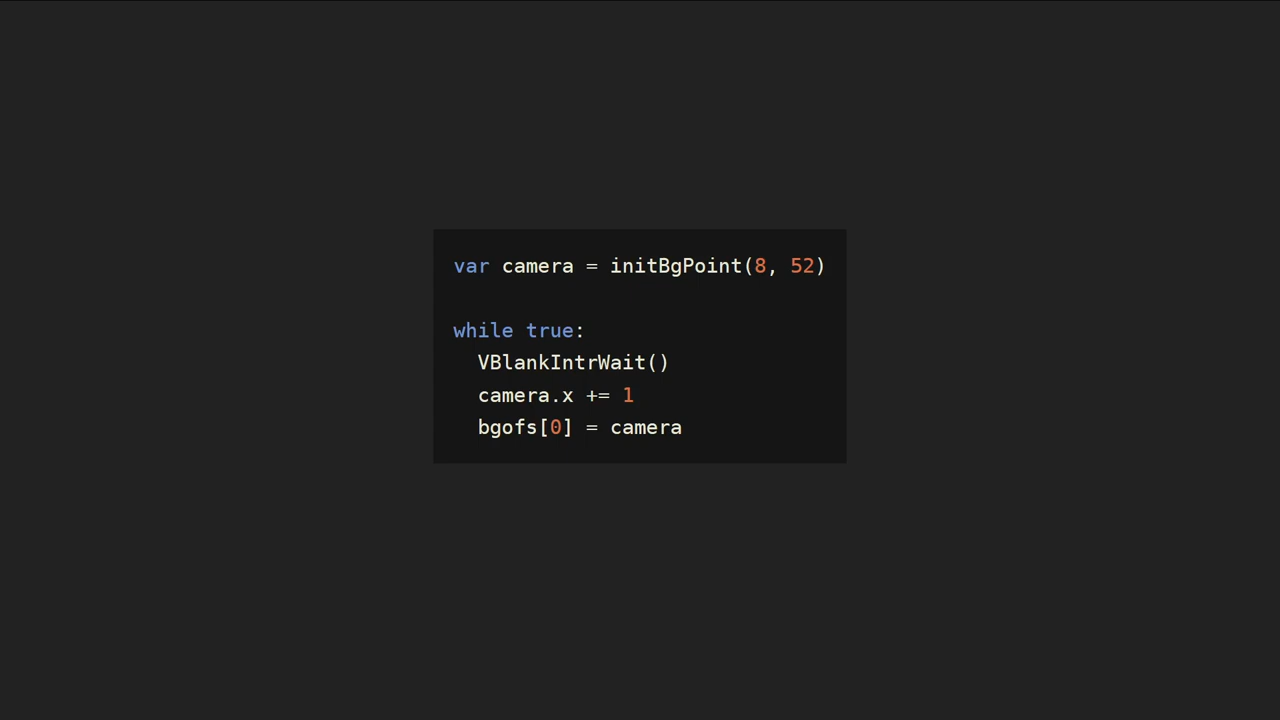 var camera = initBgPoint(8, 52)
while true:
  VBlankIntrWait()
  camera.x += 1
  bgofs[0] = camera